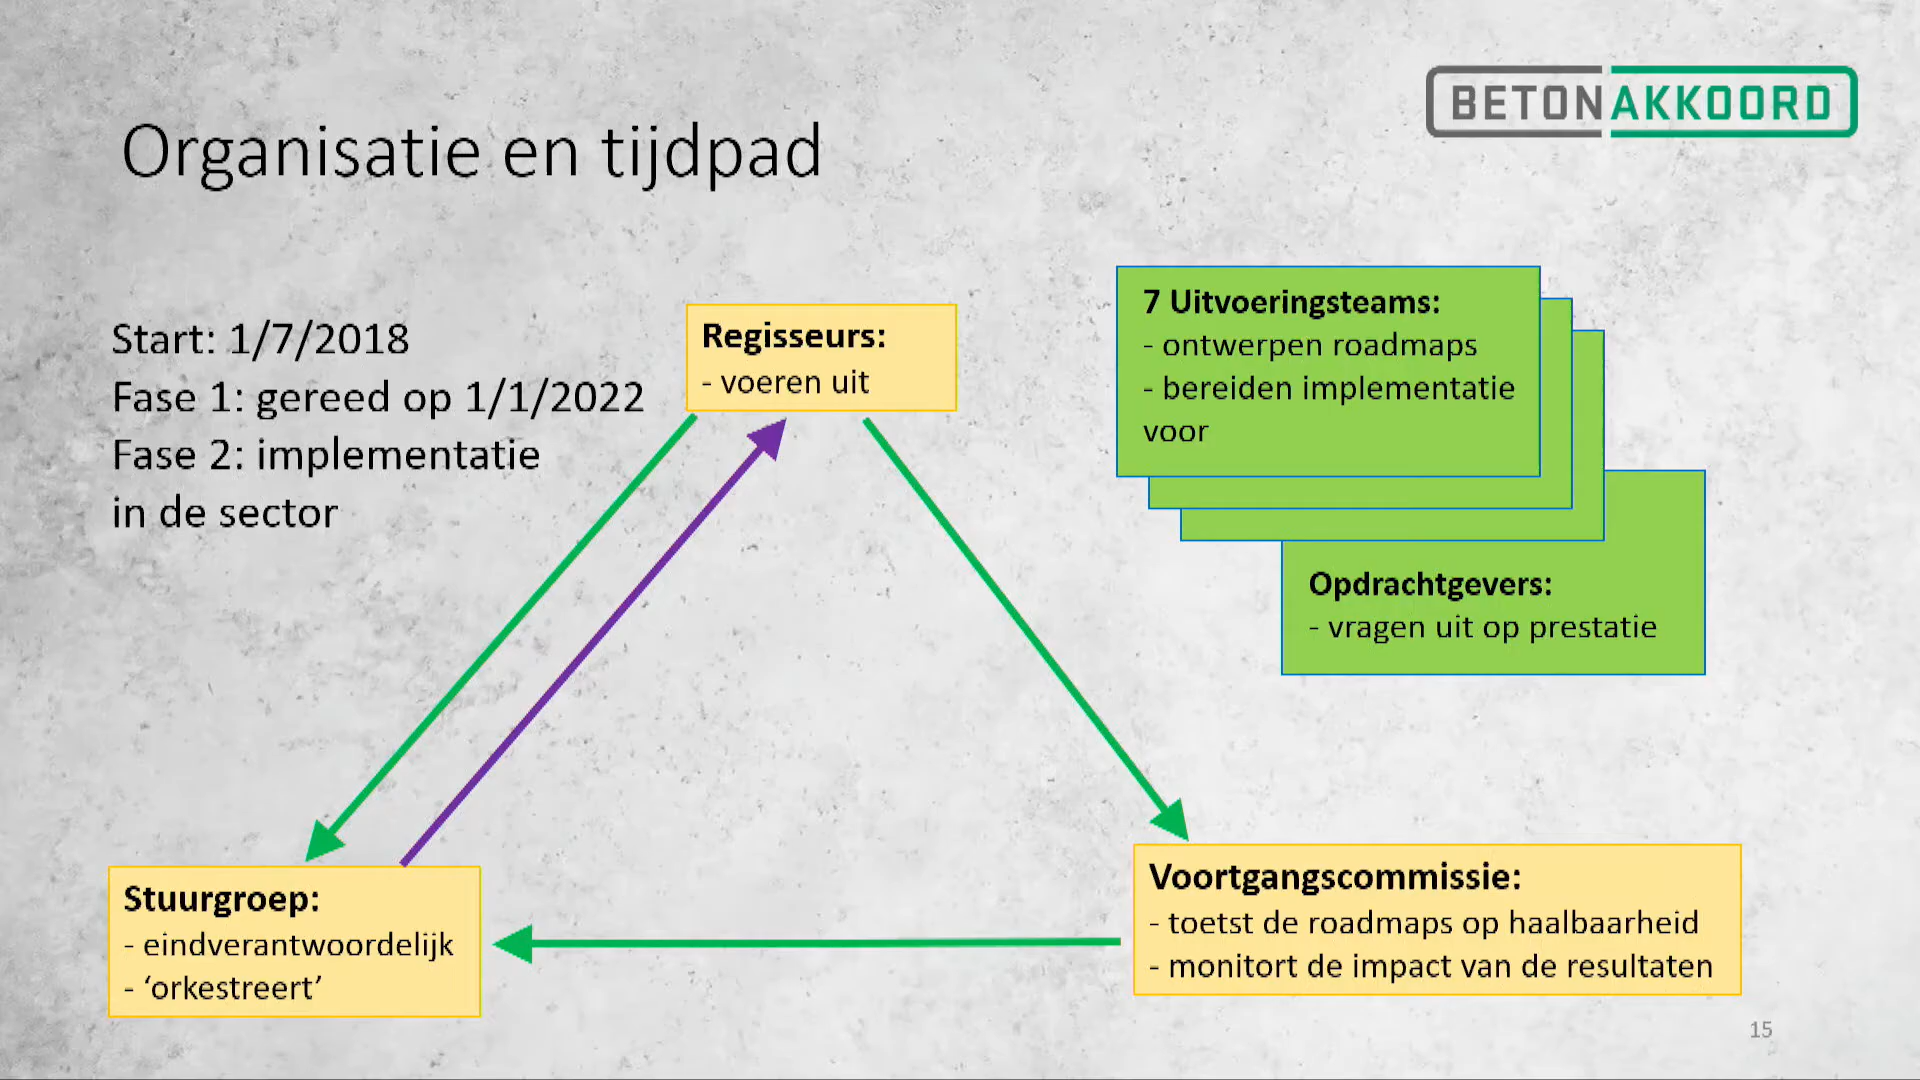 BETONAKKOORD
Organisatie en tijdpad
Start: 1/7/2018
Fase 1: gereed op 1/1/2022
Fase 2: implementatie
in de sector
Regisseurs:
- voeren uit
7 Uitvoeringsteams:
- ontwerpen roadmaps
- bereiden implementatie
voor
Opdrachtgevers:
- vragen uit op prestatie
Stuurgroep:
- eindverantwoordelijk
- ‘orkestreert’
Voortgangscommissie:
- toetst de roadmaps op haalbaarheid
- monitort de impact van de resultaten
15